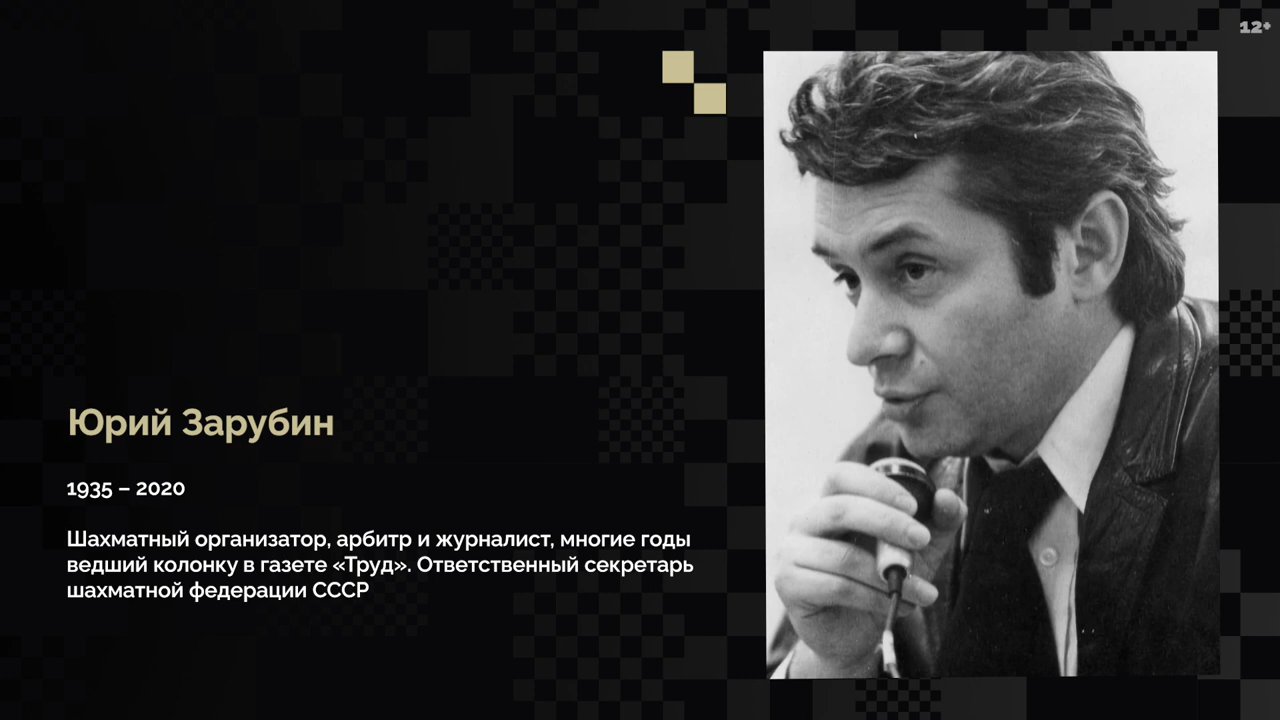 12+
Юрий Зарубин
1935 – 2020
Шахматный организатор, арбитр и журналист, многие годы
ведший колонку в газете «Труд». Ответственный секретарь
шахматной федерации СССР